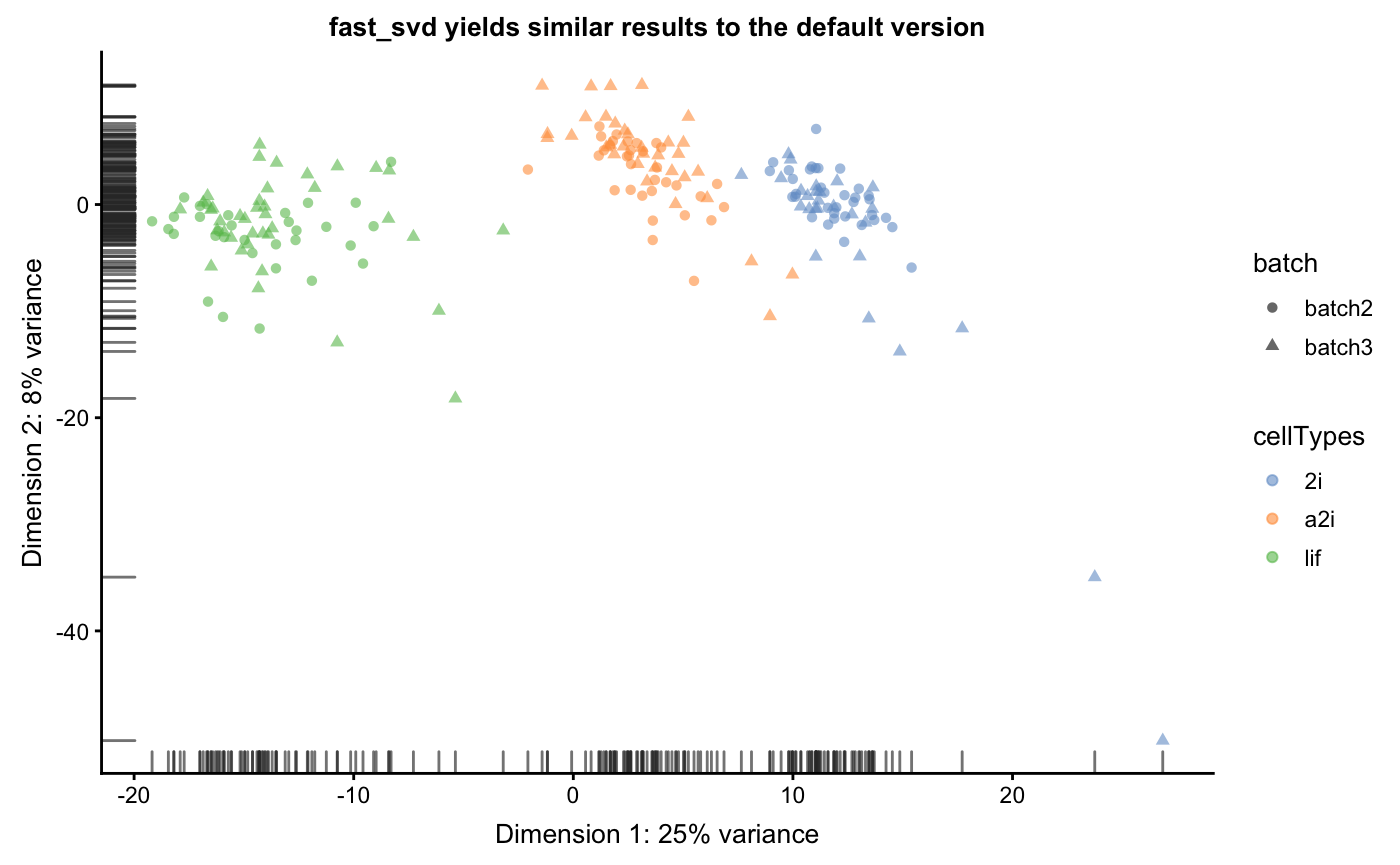 fast_svd yields similar results to the default version
Dimension 2: 8% variance
0
-20
-40
-20
-10
0
10
20
Dimension 1: 25% variance
batch
batch2
batch3
cellTypes
2i
a2i
lif